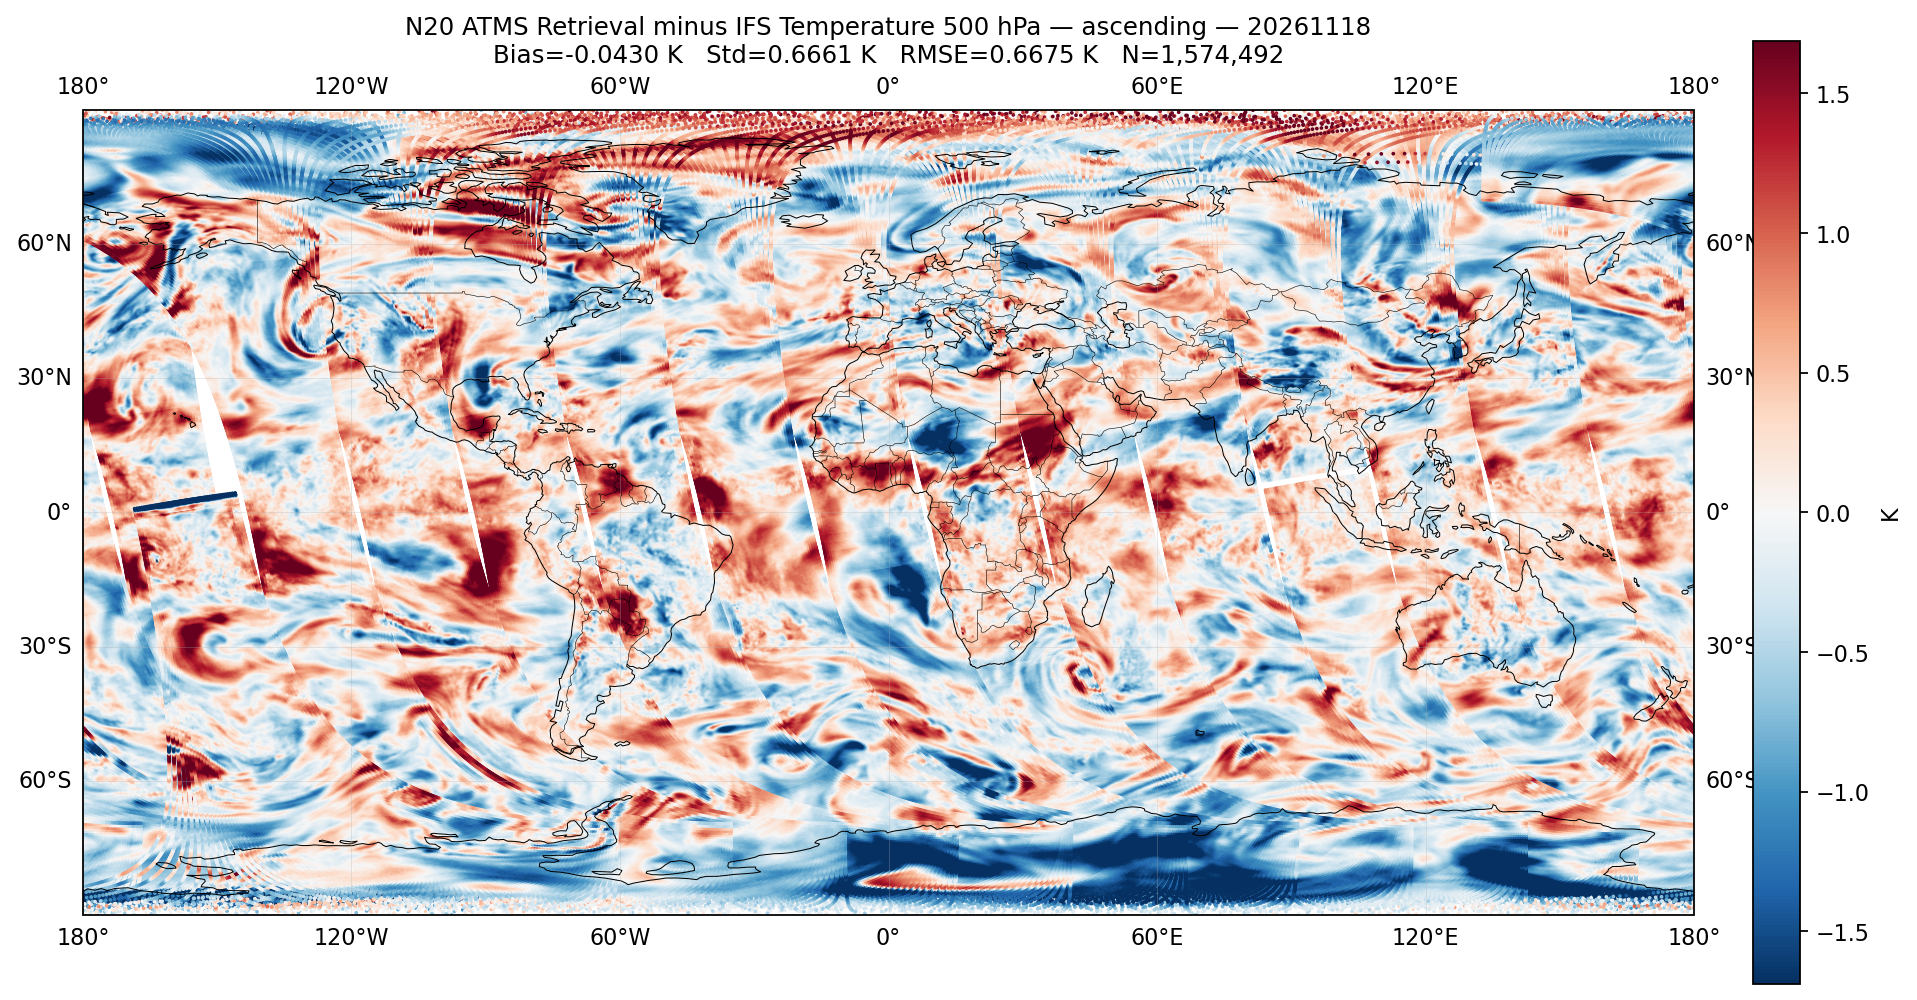 N20 ATMS Retrieval minus IFS Temperature 500 hPa — ascending — 20261118
Bias=-0.0430 K   Std=0.6661 K   RMSE=0.6675 K   N=1,574,492
180° 120°W 60°W 0° 60°E 120°E 180°
60°N 60°N
30°N 30°N
0° 0°
30°S 30°S
60°S 60°S
180° 120°W 60°W 0° 60°E 120°E 180°
1.5
1.0
0.5
0.0
−0.5
−1.0
−1.5
K